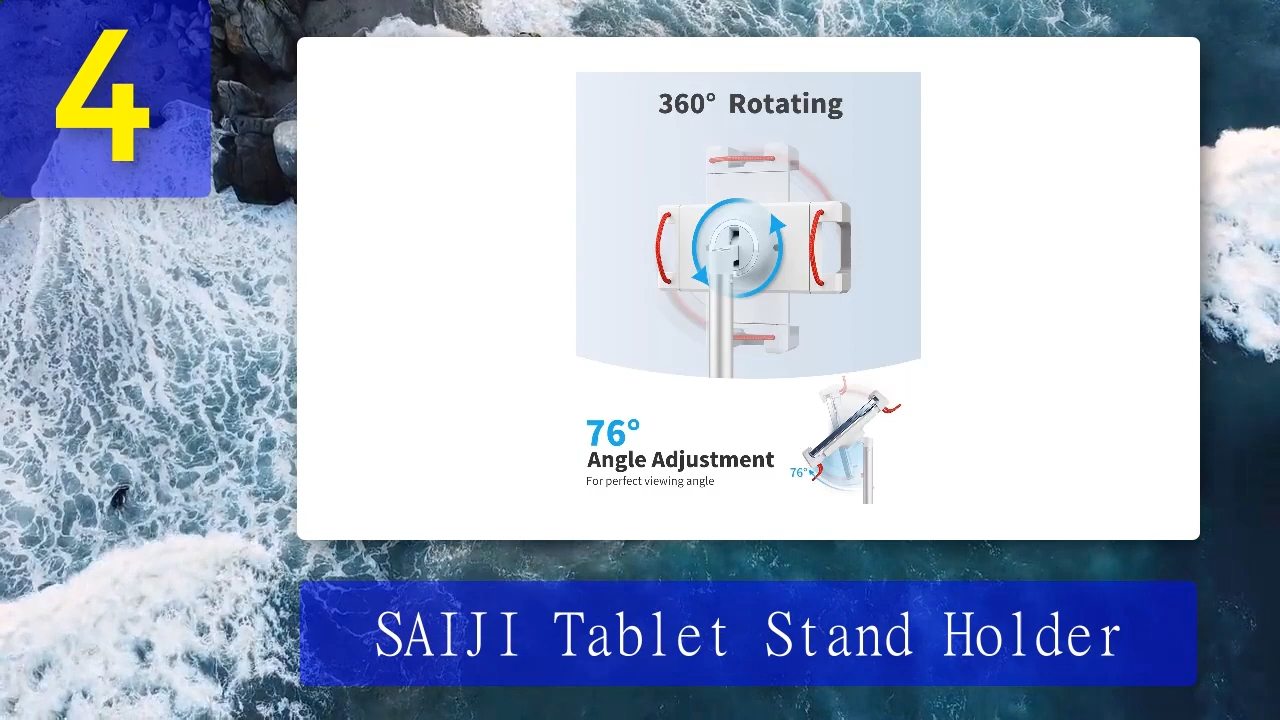 4
360° Rotating
76°
Angle Adjustment
For perfect viewing angle
76°
SAIJI Tablet Stand Holder